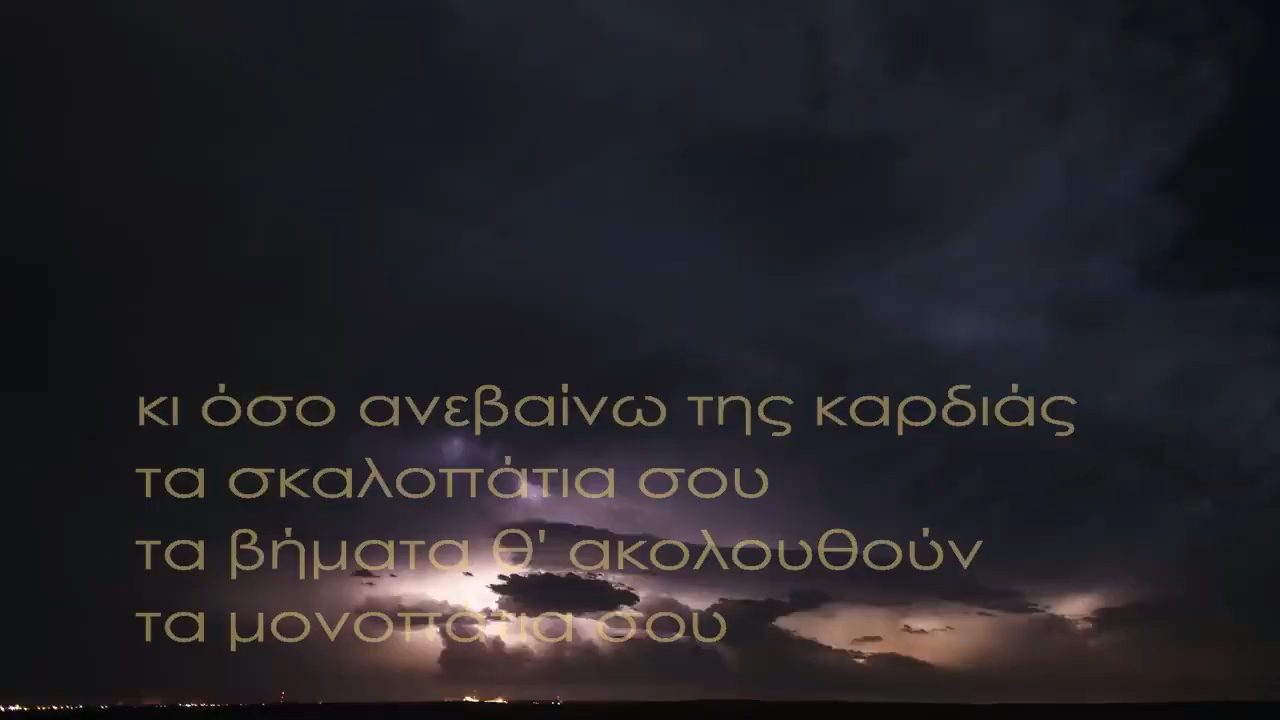 κι όσο ανεβαίνω της καρδιάς
τα σκαλοπάτια σου
τα βήματα θ' ακολουθούν
τα μονοπάτια σου